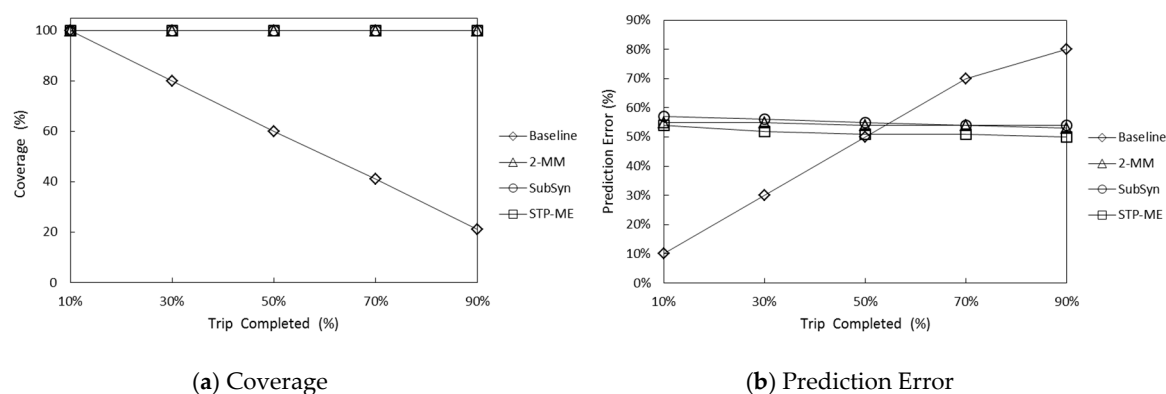 100
80
60
40
20
0
Coverage (%)
10% 30% 50% 70% 90%
Trip Completed (%)
Baseline
2-MM
SubSyn
STP-ME
(a) Coverage
90%
80%
70%
60%
50%
40%
30%
20%
10%
0%
Prediction Error (%)
10% 30% 50% 70% 90%
Trip Completed (%)
Baseline
2-MM
SubSyn
STP-ME
(b) Prediction Error